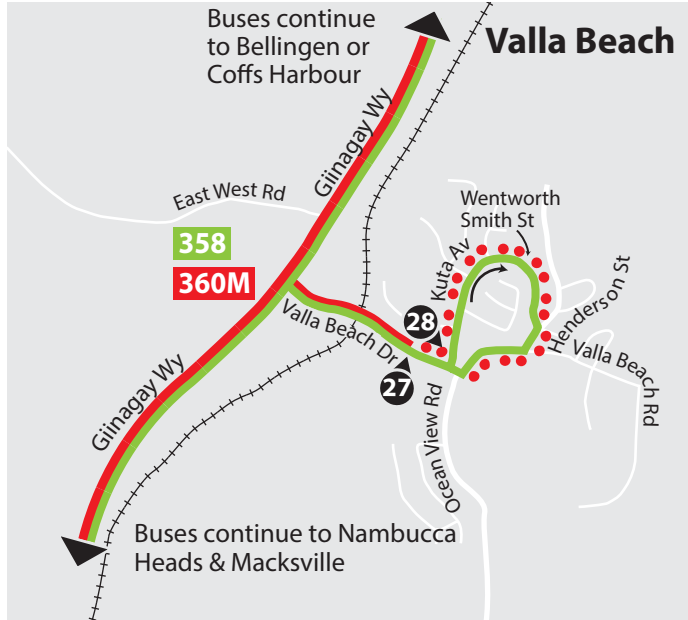 Buses continue
to Bellingen or
Coffs Harbour
Valla Beach
Giinagay Wy
East West Rd
Wentworth
Smith St
358
360M
Kuta Av
Henderson St
28
Valla Beach Dr
27
Valla Beach Rd
Ocean View Rd
Giinagay Wy
Buses continue to Nambucca
Heads & Macksville